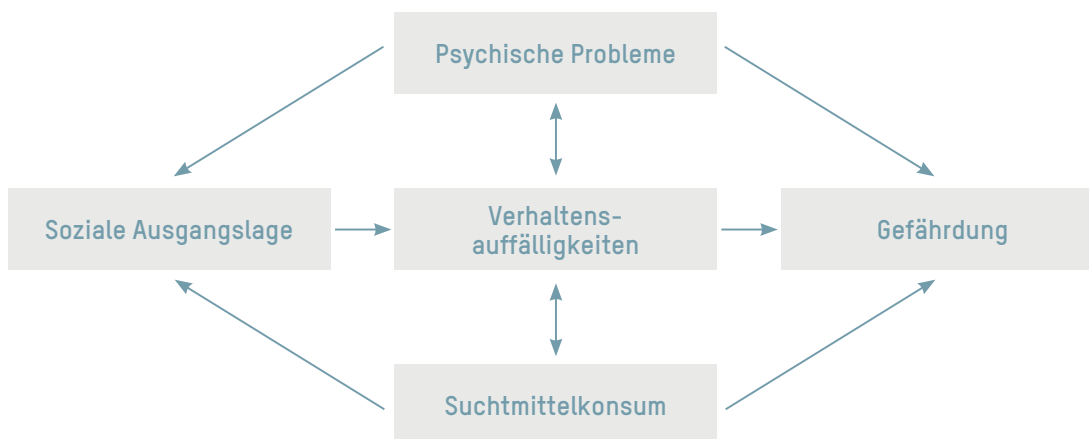 Psychische Probleme
Soziale Ausgangslage
Verhaltens-
auffälligkeiten
Gefährdung
Suchtmittelkonsum